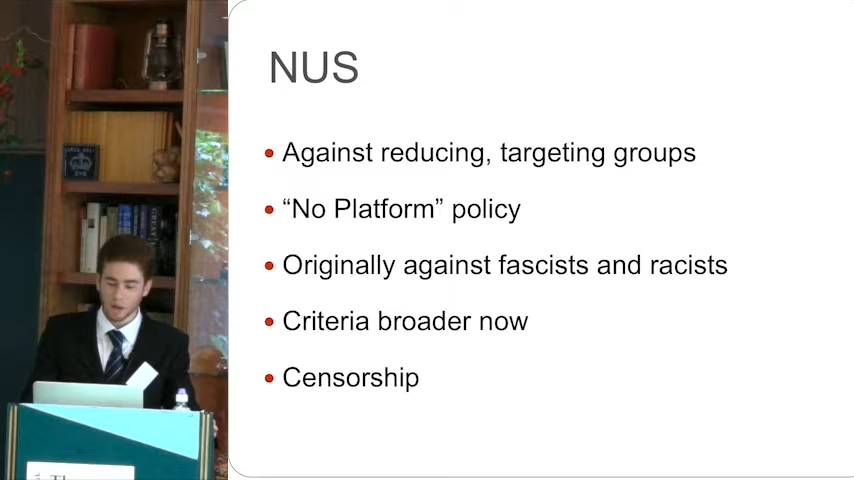 NUS
Against reducing, targeting groups
“No Platform” policy
Originally against fascists and racists
Criteria broader now
Censorship